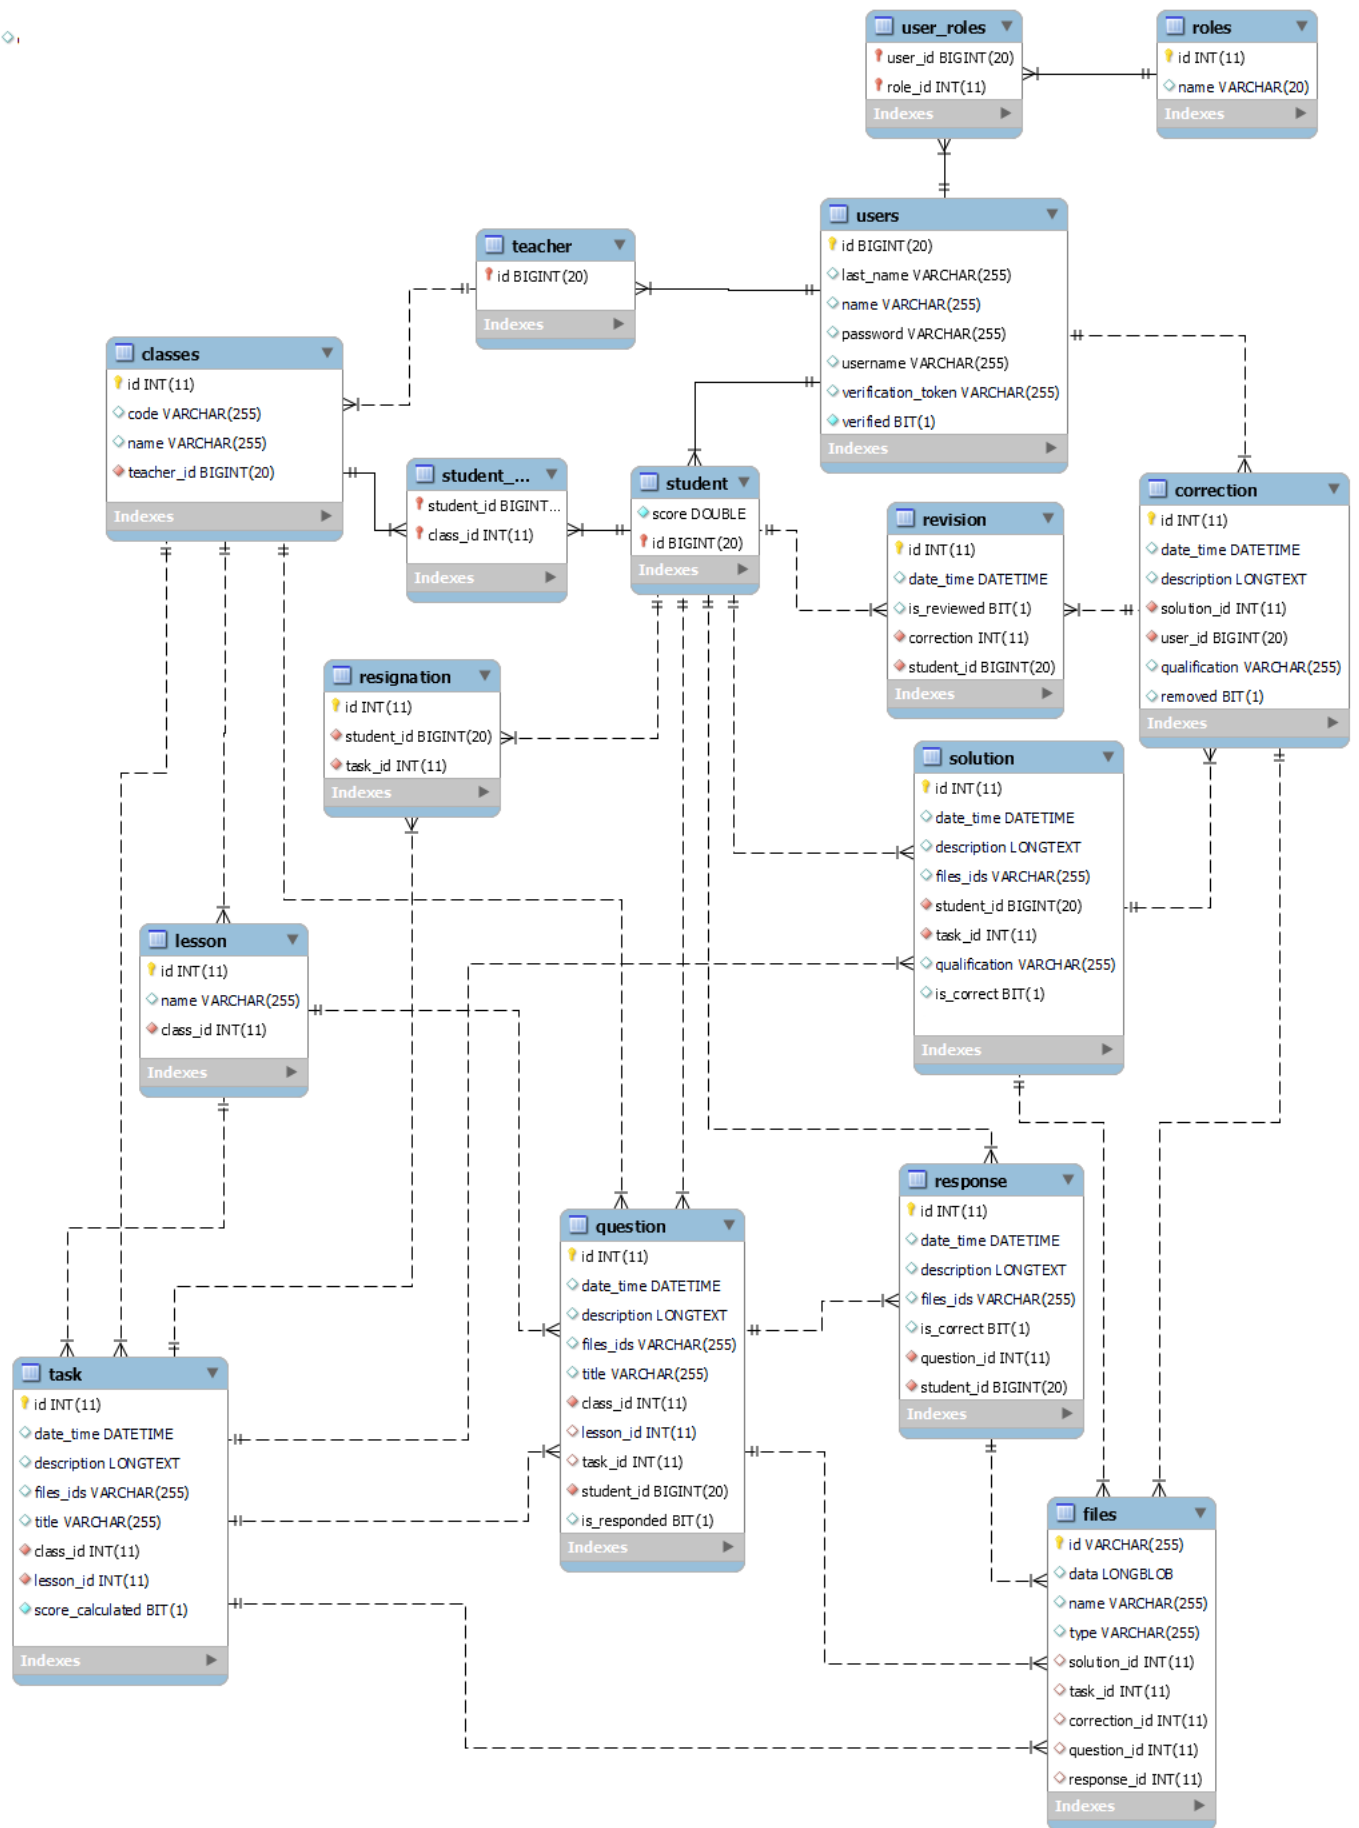 user_roles
user_id BIGINT(20)
role_id INT(11)
Indexes
roles
id INT(11)
name VARCHAR(20)
Indexes
users
id BIGINT(20)
last_name VARCHAR(255)
name VARCHAR(255)
password VARCHAR(255)
username VARCHAR(255)
verification_token VARCHAR(255)
verified BIT(1)
Indexes
teacher
id BIGINT(20)
Indexes
classes
id INT(11)
code VARCHAR(255)
name VARCHAR(255)
teacher_id BIGINT(20)
Indexes
student_...
student_id BIGINT...
class_id INT(11)
Indexes
student
score DOUBLE
id BIGINT(20)
Indexes
revision
id INT(11)
date_time DATETIME
is_reviewed BIT(1)
correction INT(11)
student_id BIGINT(20)
Indexes
correction
id INT(11)
date_time DATETIME
description LONGTEXT
solution_id INT(11)
user_id BIGINT(20)
qualification VARCHAR(255)
removed BIT(1)
Indexes
resignation
id INT(11)
student_id BIGINT(20)
task_id INT(11)
Indexes
solution
id INT(11)
date_time DATETIME
description LONGTEXT
files_ids VARCHAR(255)
student_id BIGINT(20)
task_id INT(11)
qualification VARCHAR(255)
is_correct BIT(1)
Indexes
lesson
id INT(11)
name VARCHAR(255)
class_id INT(11)
Indexes
response
id INT(11)
date_time DATETIME
description LONGTEXT
files_ids VARCHAR(255)
is_correct BIT(1)
question_id INT(11)
student_id BIGINT(20)
Indexes
question
id INT(11)
date_time DATETIME
description LONGTEXT
files_ids VARCHAR(255)
title VARCHAR(255)
class_id INT(11)
lesson_id INT(11)
task_id INT(11)
student_id BIGINT(20)
is_responded BIT(1)
Indexes
task
id INT(11)
date_time DATETIME
description LONGTEXT
files_ids VARCHAR(255)
title VARCHAR(255)
class_id INT(11)
lesson_id INT(11)
score_calculated BIT(1)
Indexes
files
id VARCHAR(255)
data LONGBLOB
name VARCHAR(255)
type VARCHAR(255)
solution_id INT(11)
task_id INT(11)
correction_id INT(11)
question_id INT(11)
response_id INT(11)
Indexes